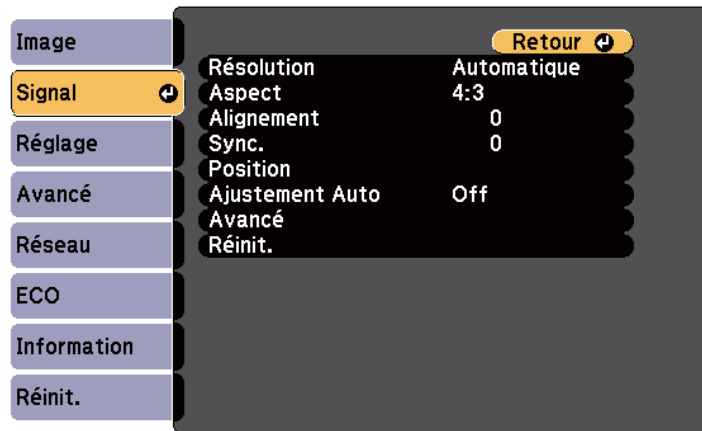 Image
Signal
Réglage
Avancé
Réseau
ECO
Information
Réinit.
Retour
Résolution Automatique
Aspect 4:3
Alignement 0
Sync. 0
Position
Ajustement Auto Off
Avancé
Réinit.